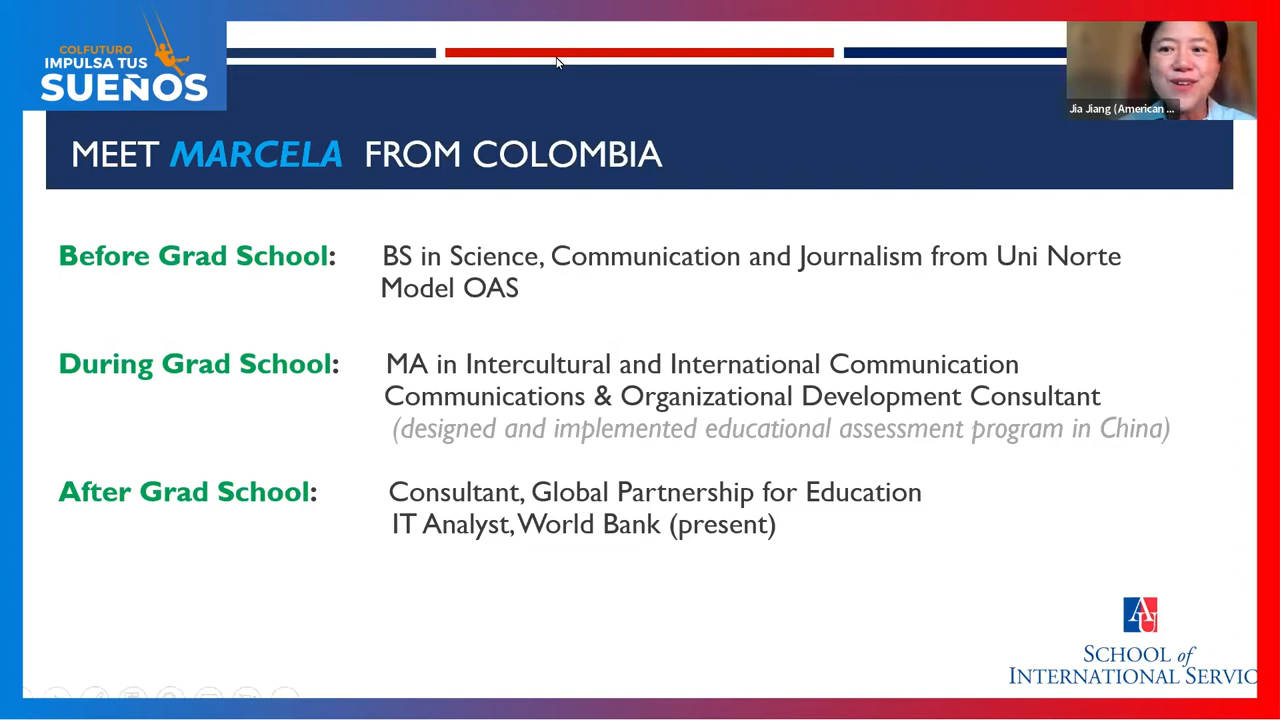 COLFUTURO
IMPULSA TUS
SUEÑOS
Jia Jiang (American ...
MEET MARCELA FROM COLOMBIA
Before Grad School: BS in Science, Communication and Journalism from Uni Norte
Model OAS
During Grad School: MA in Intercultural and International Communication
Communications & Organizational Development Consultant
(designed and implemented educational assessment program in China)
After Grad School: Consultant, Global Partnership for Education
IT Analyst, World Bank (present)
AU
SCHOOL of
INTERNATIONAL SERVIC